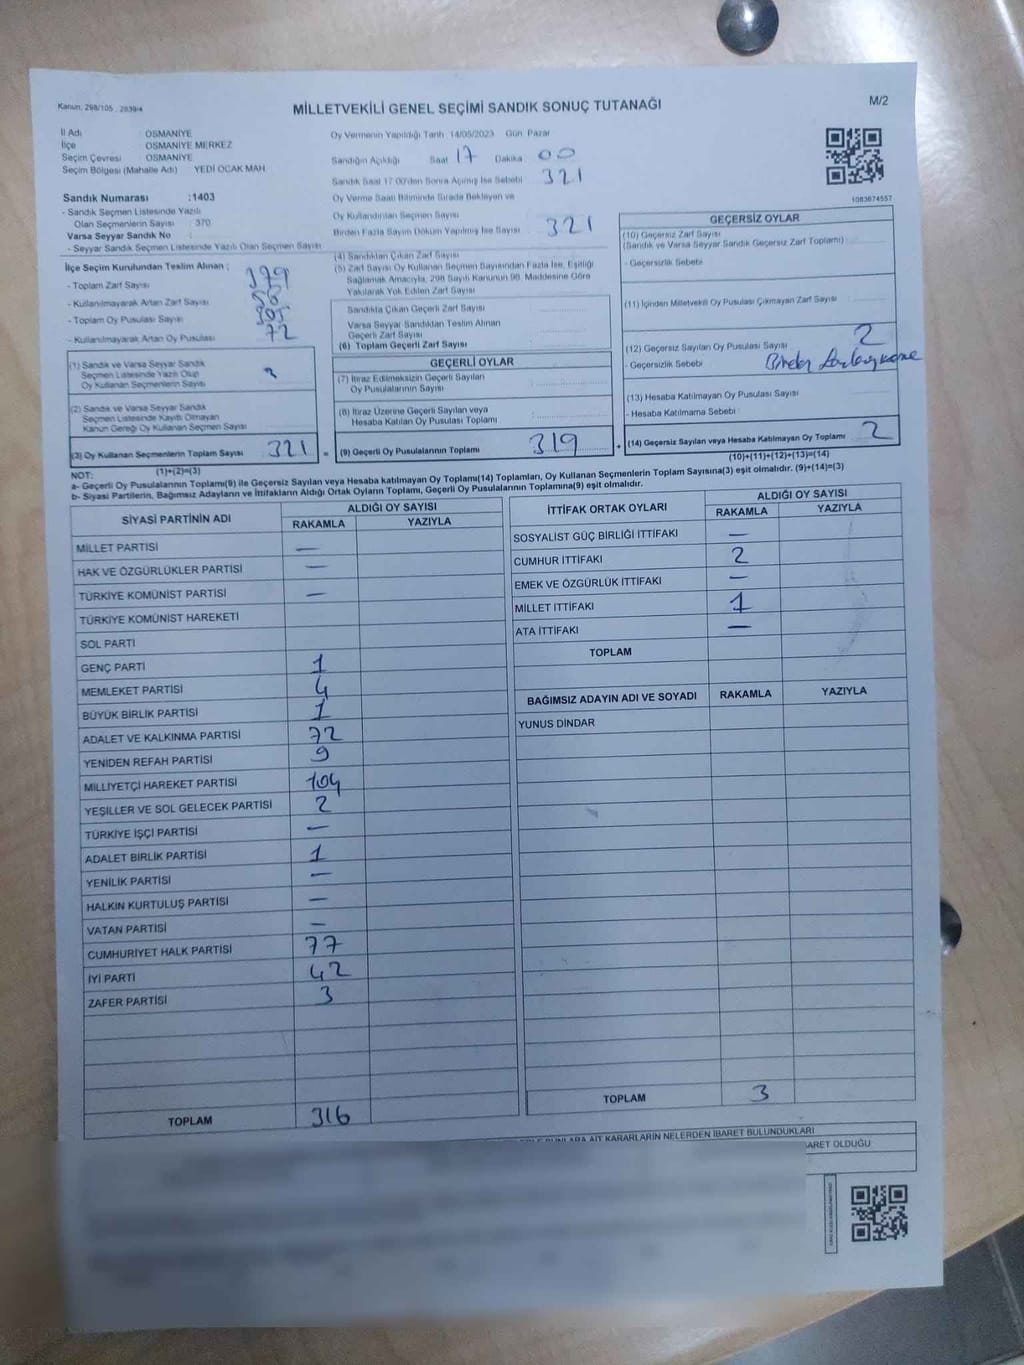 Kanun, 298/105 , 2839/4
MİLLETVEKİLİ GENEL SEÇİMİ SANDIK SONUÇ TUTANAĞI
M/2
İl Adı : OSMANİYE
İlçe : OSMANİYE MERKEZ
Seçim Çevresi : OSMANİYE
Seçim Bölgesi (Mahalle Adı) : YEDİ OCAK MAH
Oy Vermenin Yapıldığı Tarih 14/05/2023 Gün Pazar
Sandığın Açıldığı Saat 17 Dakika 00
Sandık Saat 17:00'den Sonra Açılmış İse Sebebi
321
Oy Verme Saati Bitiminde Sırada Bekleyen ve
Oy Kullandırılan Seçmen Sayısı
Birden Fazla Sayım Döküm Yapılmış İse Sayısı 321
1083674557
Sandık Numarası : 1403
- Sandık Seçmen Listesinde Yazılı
Olan Seçmenlerin Sayısı : 370
Varsa Seyyar Sandık No :
- Seyyar Sandık Seçmen Listesinde Yazılı Olan Seçmen Sayısı
İlçe Seçim Kurulundan Teslim Alınan ;
- Toplam Zarf Sayısı
- Kullanılmayarak Artan Zarf Sayısı
- Toplam Oy Pusulası Sayısı
- Kullanılmayarak Artan Oy Pusulası 72
(1) Sandık ve Varsa Seyyar Sandık
Seçmen Listesinde Yazılı Olup
Oy Kullanan Seçmenlerin Sayısı
(2) Sandık ve Varsa Seyyar Sandık
Seçmen Listesinde Kayıtlı Olmayan
Kanun Gereği Oy Kullanan Seçmen Sayısı
(3) Oy Kullanan Seçmenlerin Toplam Sayısı 321 =
(1)+(2)=(3)
(4) Sandıktan Çıkan Zarf Sayısı
(5) Zarf Sayısı Oy Kullanan Seçmen Sayısından Fazla İse, Eşitliği
Sağlamak Amacıyla, 298 Sayılı Kanunun 98. Maddesine Göre
Yakılarak Yok Edilen Zarf Sayısı
Sandıkta Çıkan Geçerli Zarf Sayısı
Varsa Seyyar Sandıktan Teslim Alınan
Geçerli Zarf Sayısı
(6) Toplam Geçerli Zarf Sayısı
GEÇERLİ OYLAR
(7) İtiraz Edilmeksizin Geçerli Sayılan
Oy Pusulalarının Sayısı
(8) İtiraz Üzerine Geçerli Sayılan veya
Hesaba Katılan Oy Pusulası Toplamı
(9) Geçerli Oy Pusulalarının Toplamı 319 +
GEÇERSİZ OYLAR
(10) Geçersiz Zarf Sayısı
(Sandık ve Varsa Seyyar Sandık Geçersiz Zarf Toplamı)
- Geçersizlik Sebebi
(11) İçinden Milletvekili Oy Pusulası Çıkmayan Zarf Sayısı
(12) Geçersiz Sayılan Oy Pusulası Sayısı 2
- Geçersizlik Sebebi
(13) Hesaba Katılmayan Oy Pusulası Sayısı
- Hesaba Katılmama Sebebi
(14) Geçersiz Sayılan veya Hesaba Katılmayan Oy Toplamı 2
(10)+(11)+(12)+(13)=(14)
NOT:
a- Geçerli Oy Pusulalarının Toplamı(9) ile Geçersiz Sayılan veya Hesaba katılmayan Oy Toplamı(14) Toplamları, Oy Kullanan Seçmenlerin Toplam Sayısına(3) eşit olmalıdır. (9)+(14)=(3)
b- Siyasi Partilerin, Bağımsız Adayların ve İttifakların Aldığı Ortak Oyların Toplamı, Geçerli Oy Pusulalarının Toplamına(9) eşit olmalıdır.
SİYASİ PARTİNİN ADI
ALDIĞI OY SAYISI
RAKAMLA YAZIYLA
MİLLET PARTİSİ —
HAK VE ÖZGÜRLÜKLER PARTİSİ —
TÜRKİYE KOMÜNİST PARTİSİ —
TÜRKİYE KOMÜNİST HAREKETİ
SOL PARTİ
GENÇ PARTİ 1
MEMLEKET PARTİSİ 4
BÜYÜK BİRLİK PARTİSİ 1
ADALET VE KALKINMA PARTİSİ 72
YENİDEN REFAH PARTİSİ 9
MİLLİYETÇİ HAREKET PARTİSİ 104
YEŞİLLER VE SOL GELECEK PARTİSİ 2
TÜRKİYE İŞÇİ PARTİSİ —
ADALET BİRLİK PARTİSİ 1
YENİLİK PARTİSİ —
HALKIN KURTULUŞ PARTİSİ —
VATAN PARTİSİ —
CUMHURİYET HALK PARTİSİ 77
İYİ PARTİ 42
ZAFER PARTİSİ 3
TOPLAM 316
İTTİFAK ORTAK OYLARI
ALDIĞI OY SAYISI
RAKAMLA YAZIYLA
SOSYALİST GÜÇ BİRLİĞİ İTTİFAKI —
CUMHUR İTTİFAKI 2
EMEK VE ÖZGÜRLÜK İTTİFAKI —
MİLLET İTTİFAKI 1
ATA İTTİFAKI —
TOPLAM
BAĞIMSIZ ADAYIN ADI VE SOYADI RAKAMLA YAZIYLA
YUNUS DİNDAR
TOPLAM 3
BUNLARA AİT KARARLARIN NELERDEN İBARET BULUNDUKLARI
BARET OLDUĞU